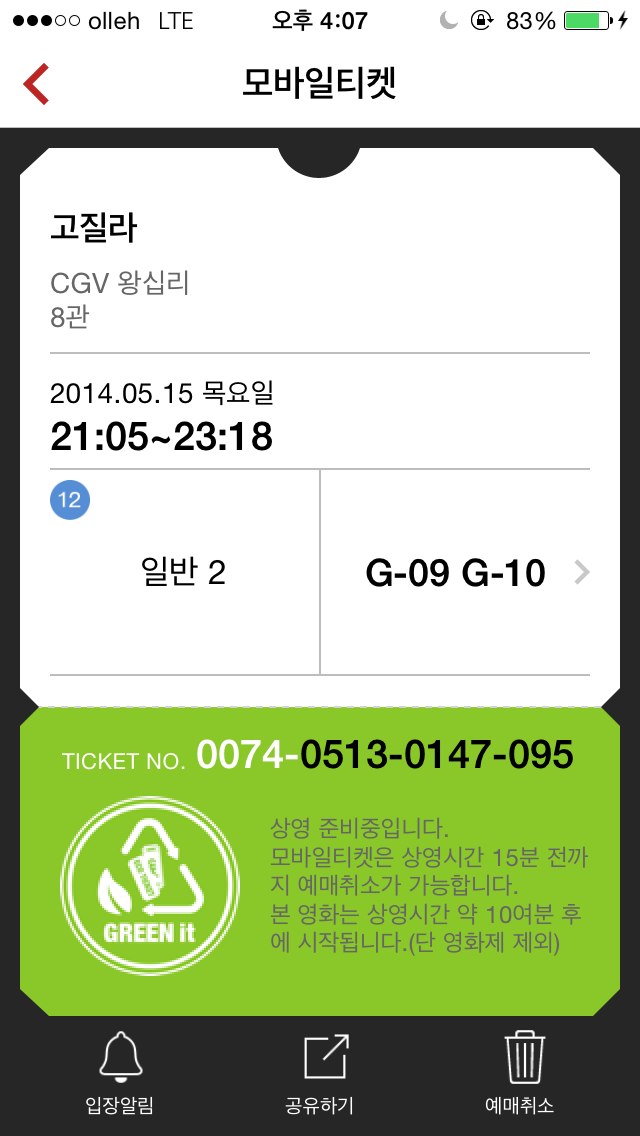 olleh LTE 오후 4:07 83%
모바일티켓
고질라
CGV 왕십리
8관
2014.05.15 목요일
21:05~23:18
12
일반 2
G-09 G-10
TICKET NO. 0074-0513-0147-095
GREEN it
상영 준비중입니다.
모바일티켓은 상영시간 15분 전까
지 예매취소가 가능합니다.
본 영화는 상영시간 약 10여분 후
에 시작됩니다.(단 영화제 제외)
입장알림 공유하기 예매취소